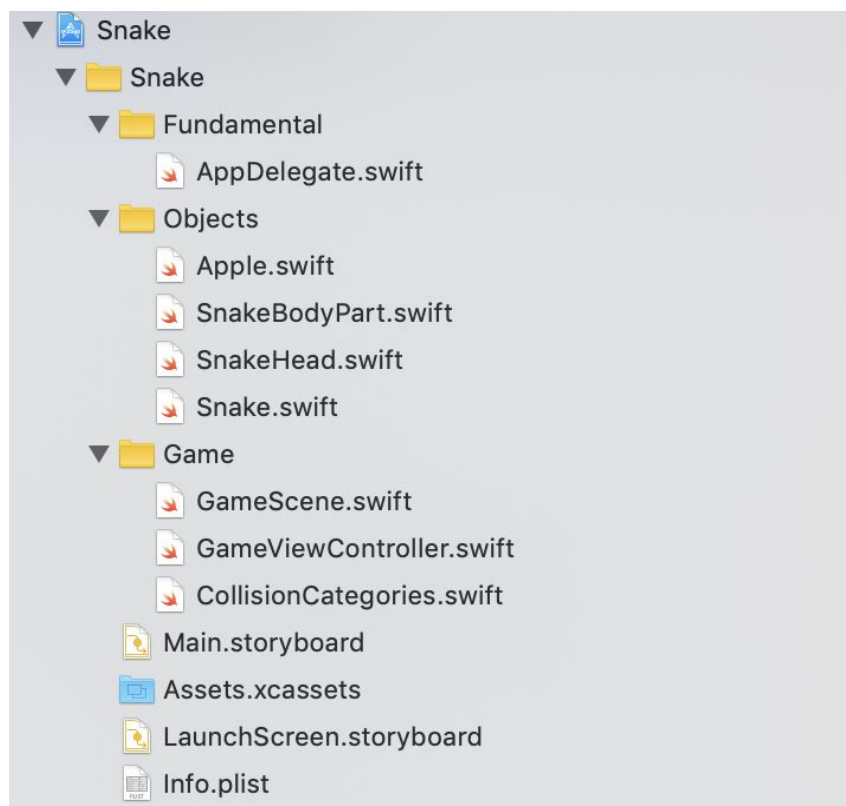 Snake
Snake
Fundamental
AppDelegate.swift
Objects
Apple.swift
SnakeBodyPart.swift
SnakeHead.swift
Snake.swift
Game
GameScene.swift
GameViewController.swift
CollisionCategories.swift
Main.storyboard
Assets.xcassets
LaunchScreen.storyboard
Info.plist